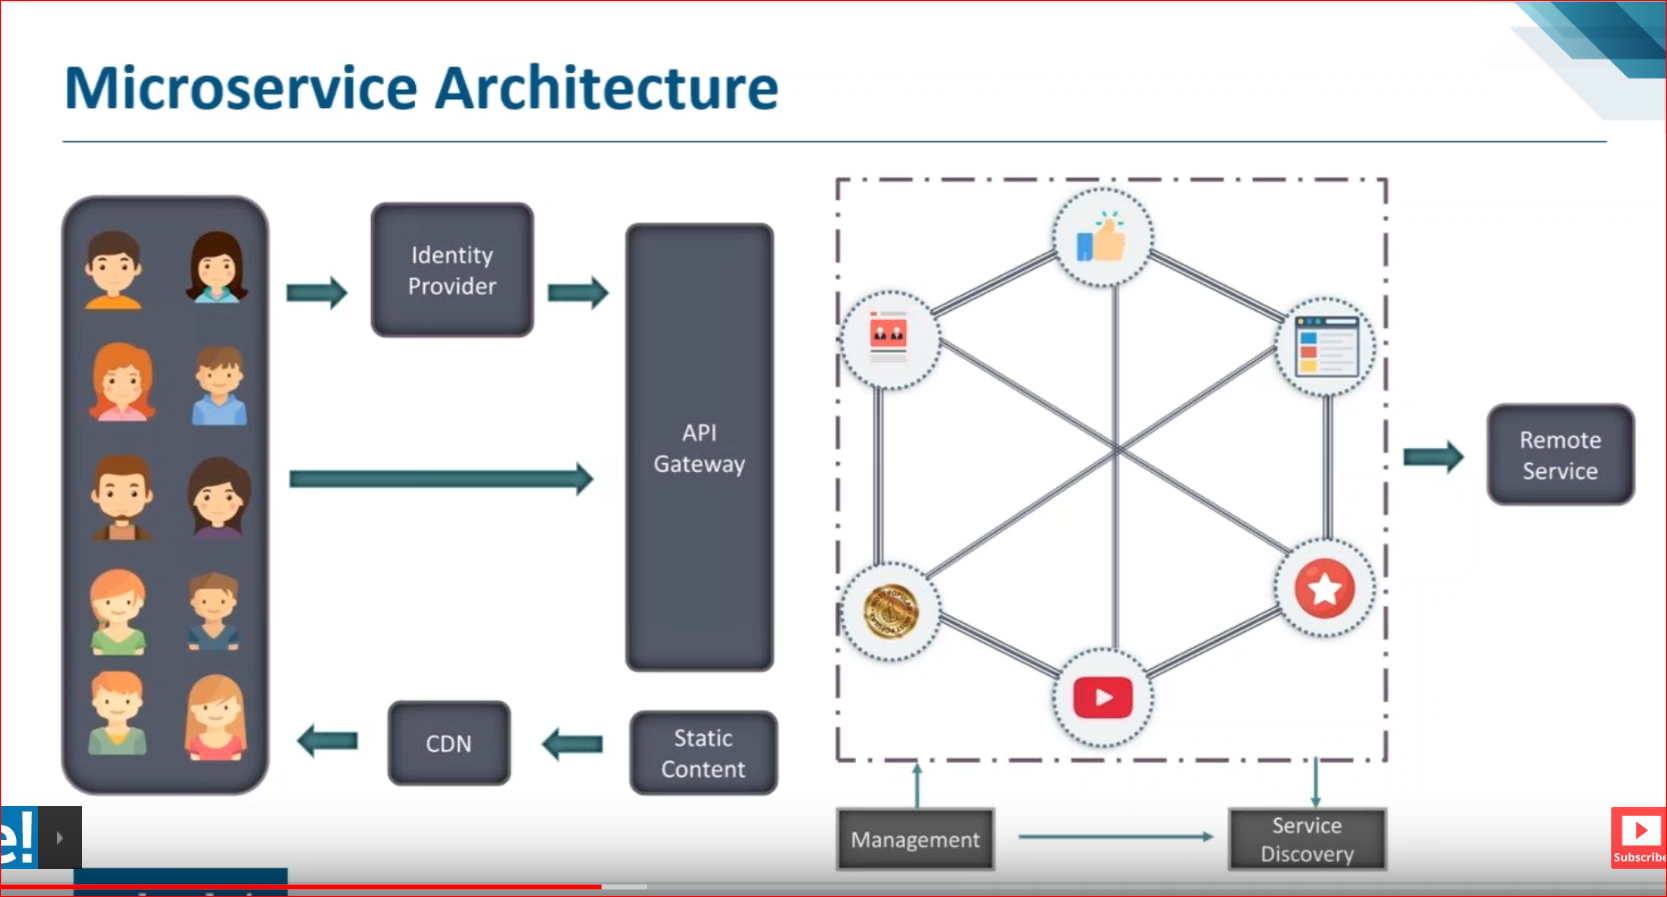 Microservice Architecture
Identity
Provider
API
Gateway
Remote
Service
CDN
Static
Content
Management
Service
Discovery
e!
Subscribe